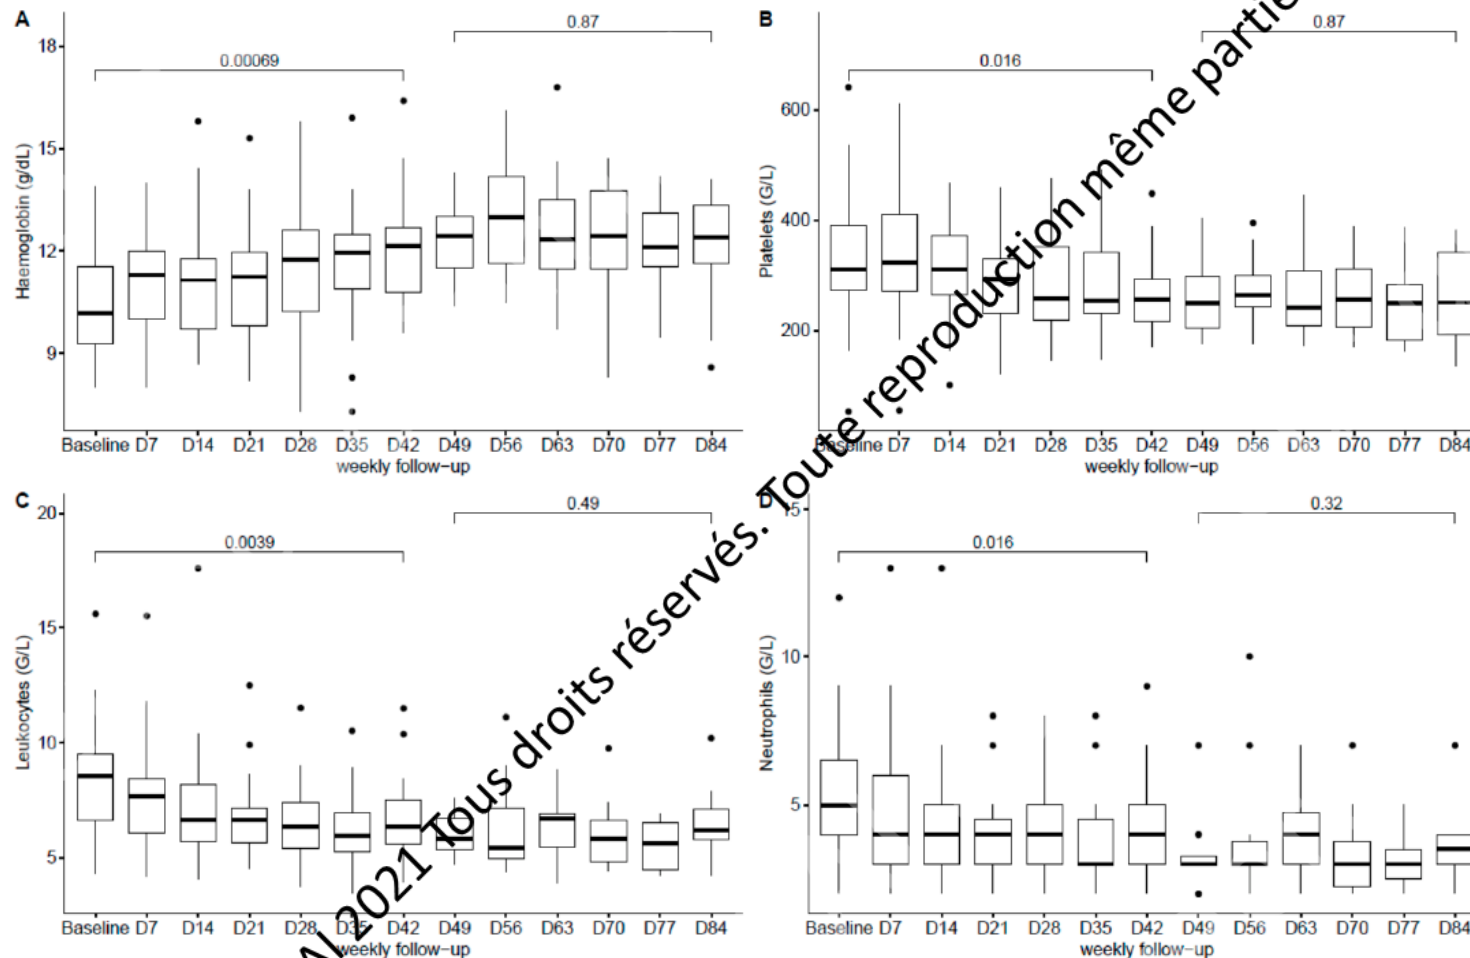 A
0.87
18
0.00069
15
12
9
Haemoglobin (g/dL)
Baseline D7 D14 D21 D28 D35 D42 D49 D56 D63 D70 D77 D84
weekly follow-up
B
0.87
0.016
600
400
200
Platelets (G/L)
Baseline D7 D14 D21 D28 D35 D42 D49 D56 D63 D70 D77 D84
weekly follow-up
C
0.49
20
0.0039
15
10
5
Leukocytes (G/L)
Baseline D7 D14 D21 D28 D35 D42 D49 D56 D63 D70 D77 D84
weekly follow-up
D
0.32
15
0.016
10
5
Neutrophils (G/L)
Baseline D7 D14 D21 D28 D35 D42 D49 D56 D63 D70 D77 D84
weekly follow-up
2021 Tous droits réservés. Toute reproduction même partie